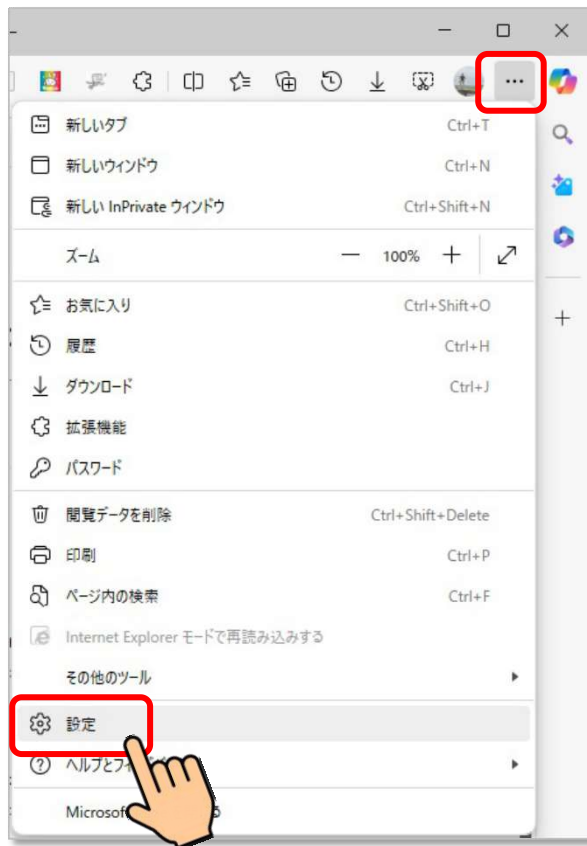 新しいタブ Ctrl+T
新しいウィンドウ Ctrl+N
新しい InPrivate ウィンドウ Ctrl+Shift+N
ズーム 100%
お気に入り Ctrl+Shift+O
履歴 Ctrl+H
ダウンロード Ctrl+J
拡張機能
パスワード
閲覧データを削除 Ctrl+Shift+Delete
印刷 Ctrl+P
ページ内の検索 Ctrl+F
Internet Explorer モードで再読み込みする
その他のツール
設定
ヘルプとフィ
Microsof る